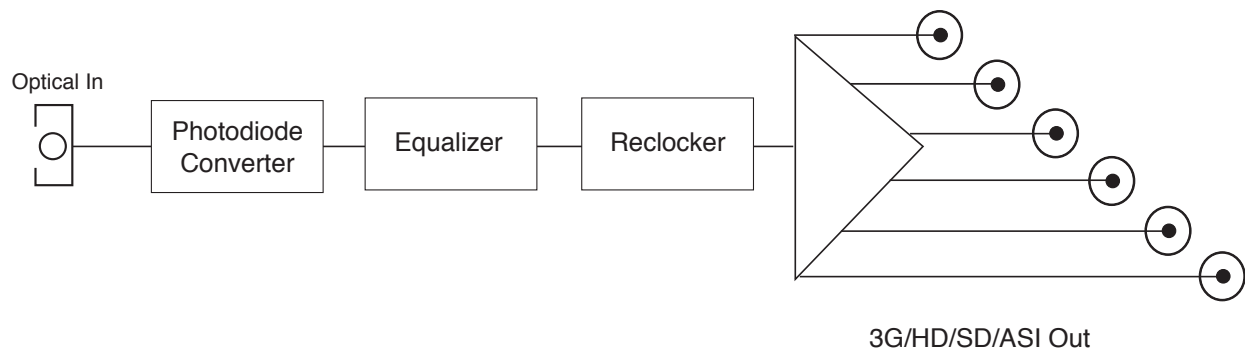 Optical In
Photodiode
Converter
Equalizer
Reclocker
3G/HD/SD/ASI Out